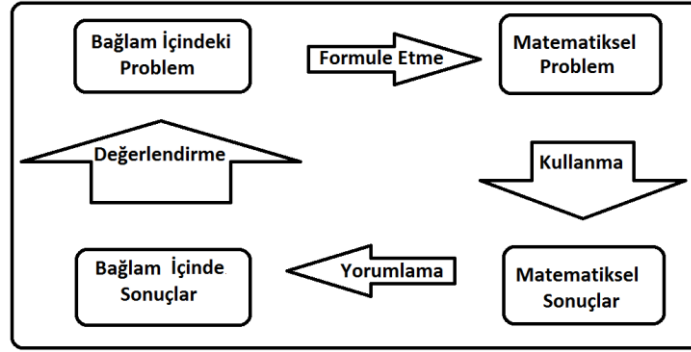 Bağlam İçindeki
Problem
Formule Etme
Matematiksel
Problem
Değerlendirme
Kullanma
Bağlam İçinde
Sonuçlar
Yorumlama
Matematiksel
Sonuçlar